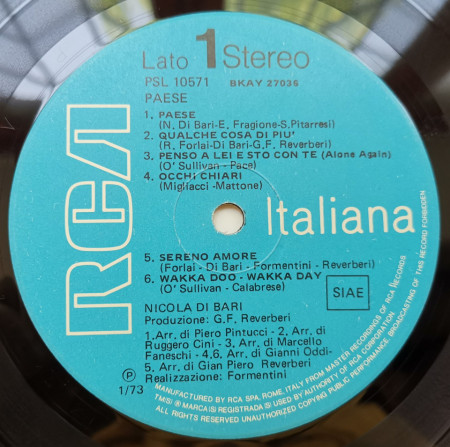 Lato 1 Stereo
PSL 10571 BKAY 27036
PAESE
1. PAESE
(N. Di Bari-E. Fragione-S.Pitarresi)
2. QUALCHE COSA DI PIU'
(R. Forlai-Di Bari-G.F. Reverberi)
3. PENSO A LEI E STO CON TE (Alone Again)
(O' Sullivan - Pace)
4. OCCHI CHIARI
(Migliacci -Mattone)
RCA Italiana
5. SERENO AMORE
(Forlai - Di Bari - Formentini - Reverberi)
6. WAKKA DOO - WAKKA DAY
(O' Sullivan - Calabrese)
NICOLA DI BARI
SIAE
Produzione: G.F. Reverberi
1.Arr. di Piero Pintucci - 2. Arr. di
Ruggero Cini - 3. Arr. di Marcello
Faneschi - 4.6. Arr. di Gianni Oddi-
5. Arr. di Gian Piero Reverberi
Realizzazione: Formentini
P
1/73
MANUFACTURED BY RCA SPA, ROME, ITALY FROM MASTER RECORDINGS OF RCA RECORDS
TM(S) ® MARCA(S) REGISTRADA(S) USED BY AUTHORITY OF RCA CORPORATION.
ALL RIGHTS RESERVED UNAUTHORIZED COPYING PUBLIC PERFORMANCE BROADCASTING OF THIS RECORD FORBIDDEN